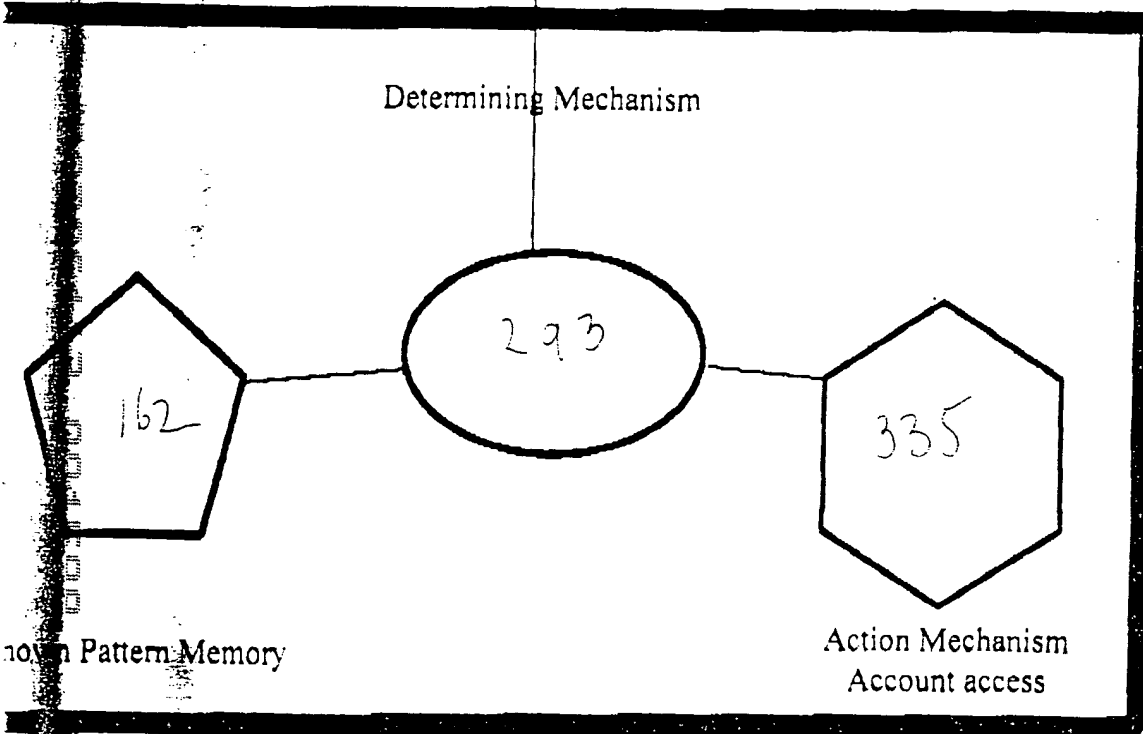 Determining Mechanism
293
162
335
Pattern Memory
Action Mechanism
Account access